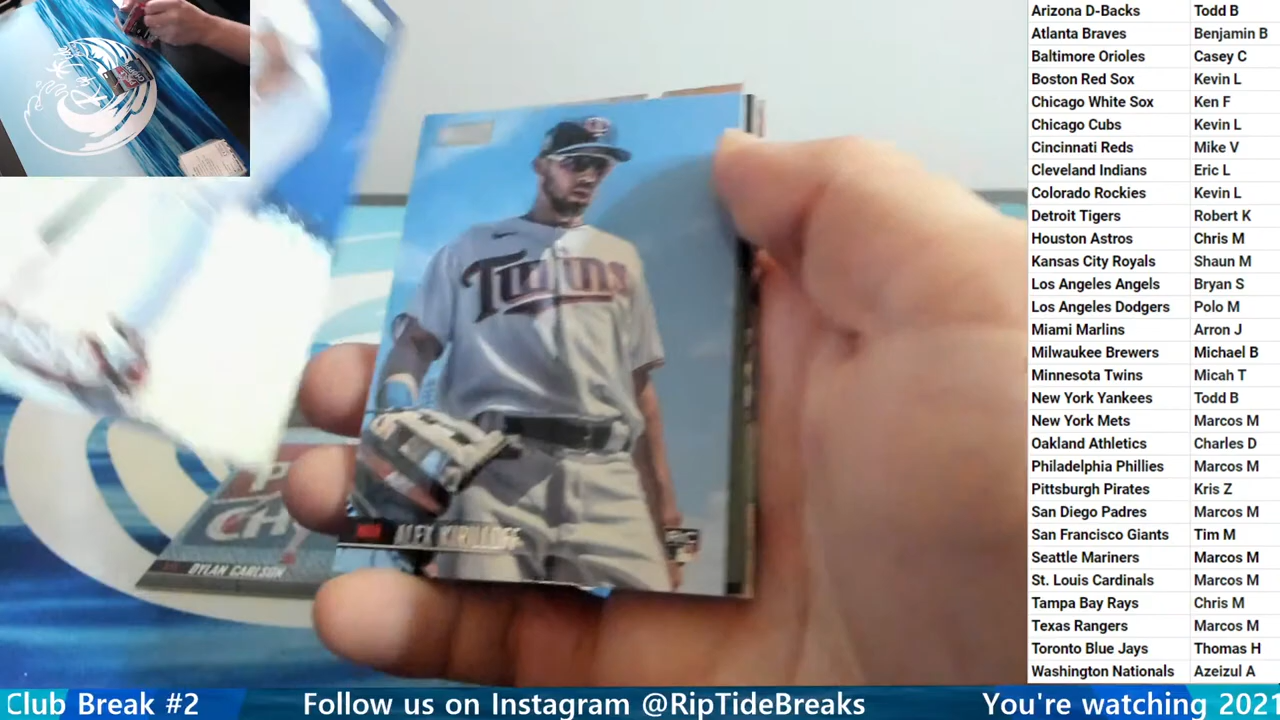 Arizona D-Backs Todd B
Atlanta Braves Benjamin B
Baltimore Orioles Casey C
Boston Red Sox Kevin L
Chicago White Sox Ken F
Chicago Cubs Kevin L
Cincinnati Reds Mike V
Cleveland Indians Eric L
Colorado Rockies Kevin L
Detroit Tigers Robert K
Houston Astros Chris M
Kansas City Royals Shaun M
Los Angeles Angels Bryan S
Los Angeles Dodgers Polo M
Miami Marlins Arron J
Milwaukee Brewers Michael B
Minnesota Twins Micah T
New York Yankees Todd B
New York Mets Marcos M
Oakland Athletics Charles D
Philadelphia Phillies Marcos M
Pittsburgh Pirates Kris Z
San Diego Padres Marcos M
San Francisco Giants Tim M
Seattle Mariners Marcos M
St. Louis Cardinals Marcos M
Tampa Bay Rays Chris M
Texas Rangers Marcos M
Toronto Blue Jays Thomas H
Washington Nationals Azeizul A
Twins
ALEX KIRILLOFF
RC
DYLAN CARLSON
Club Break #2 Follow us on Instagram @RipTideBreaks You're watching 2021